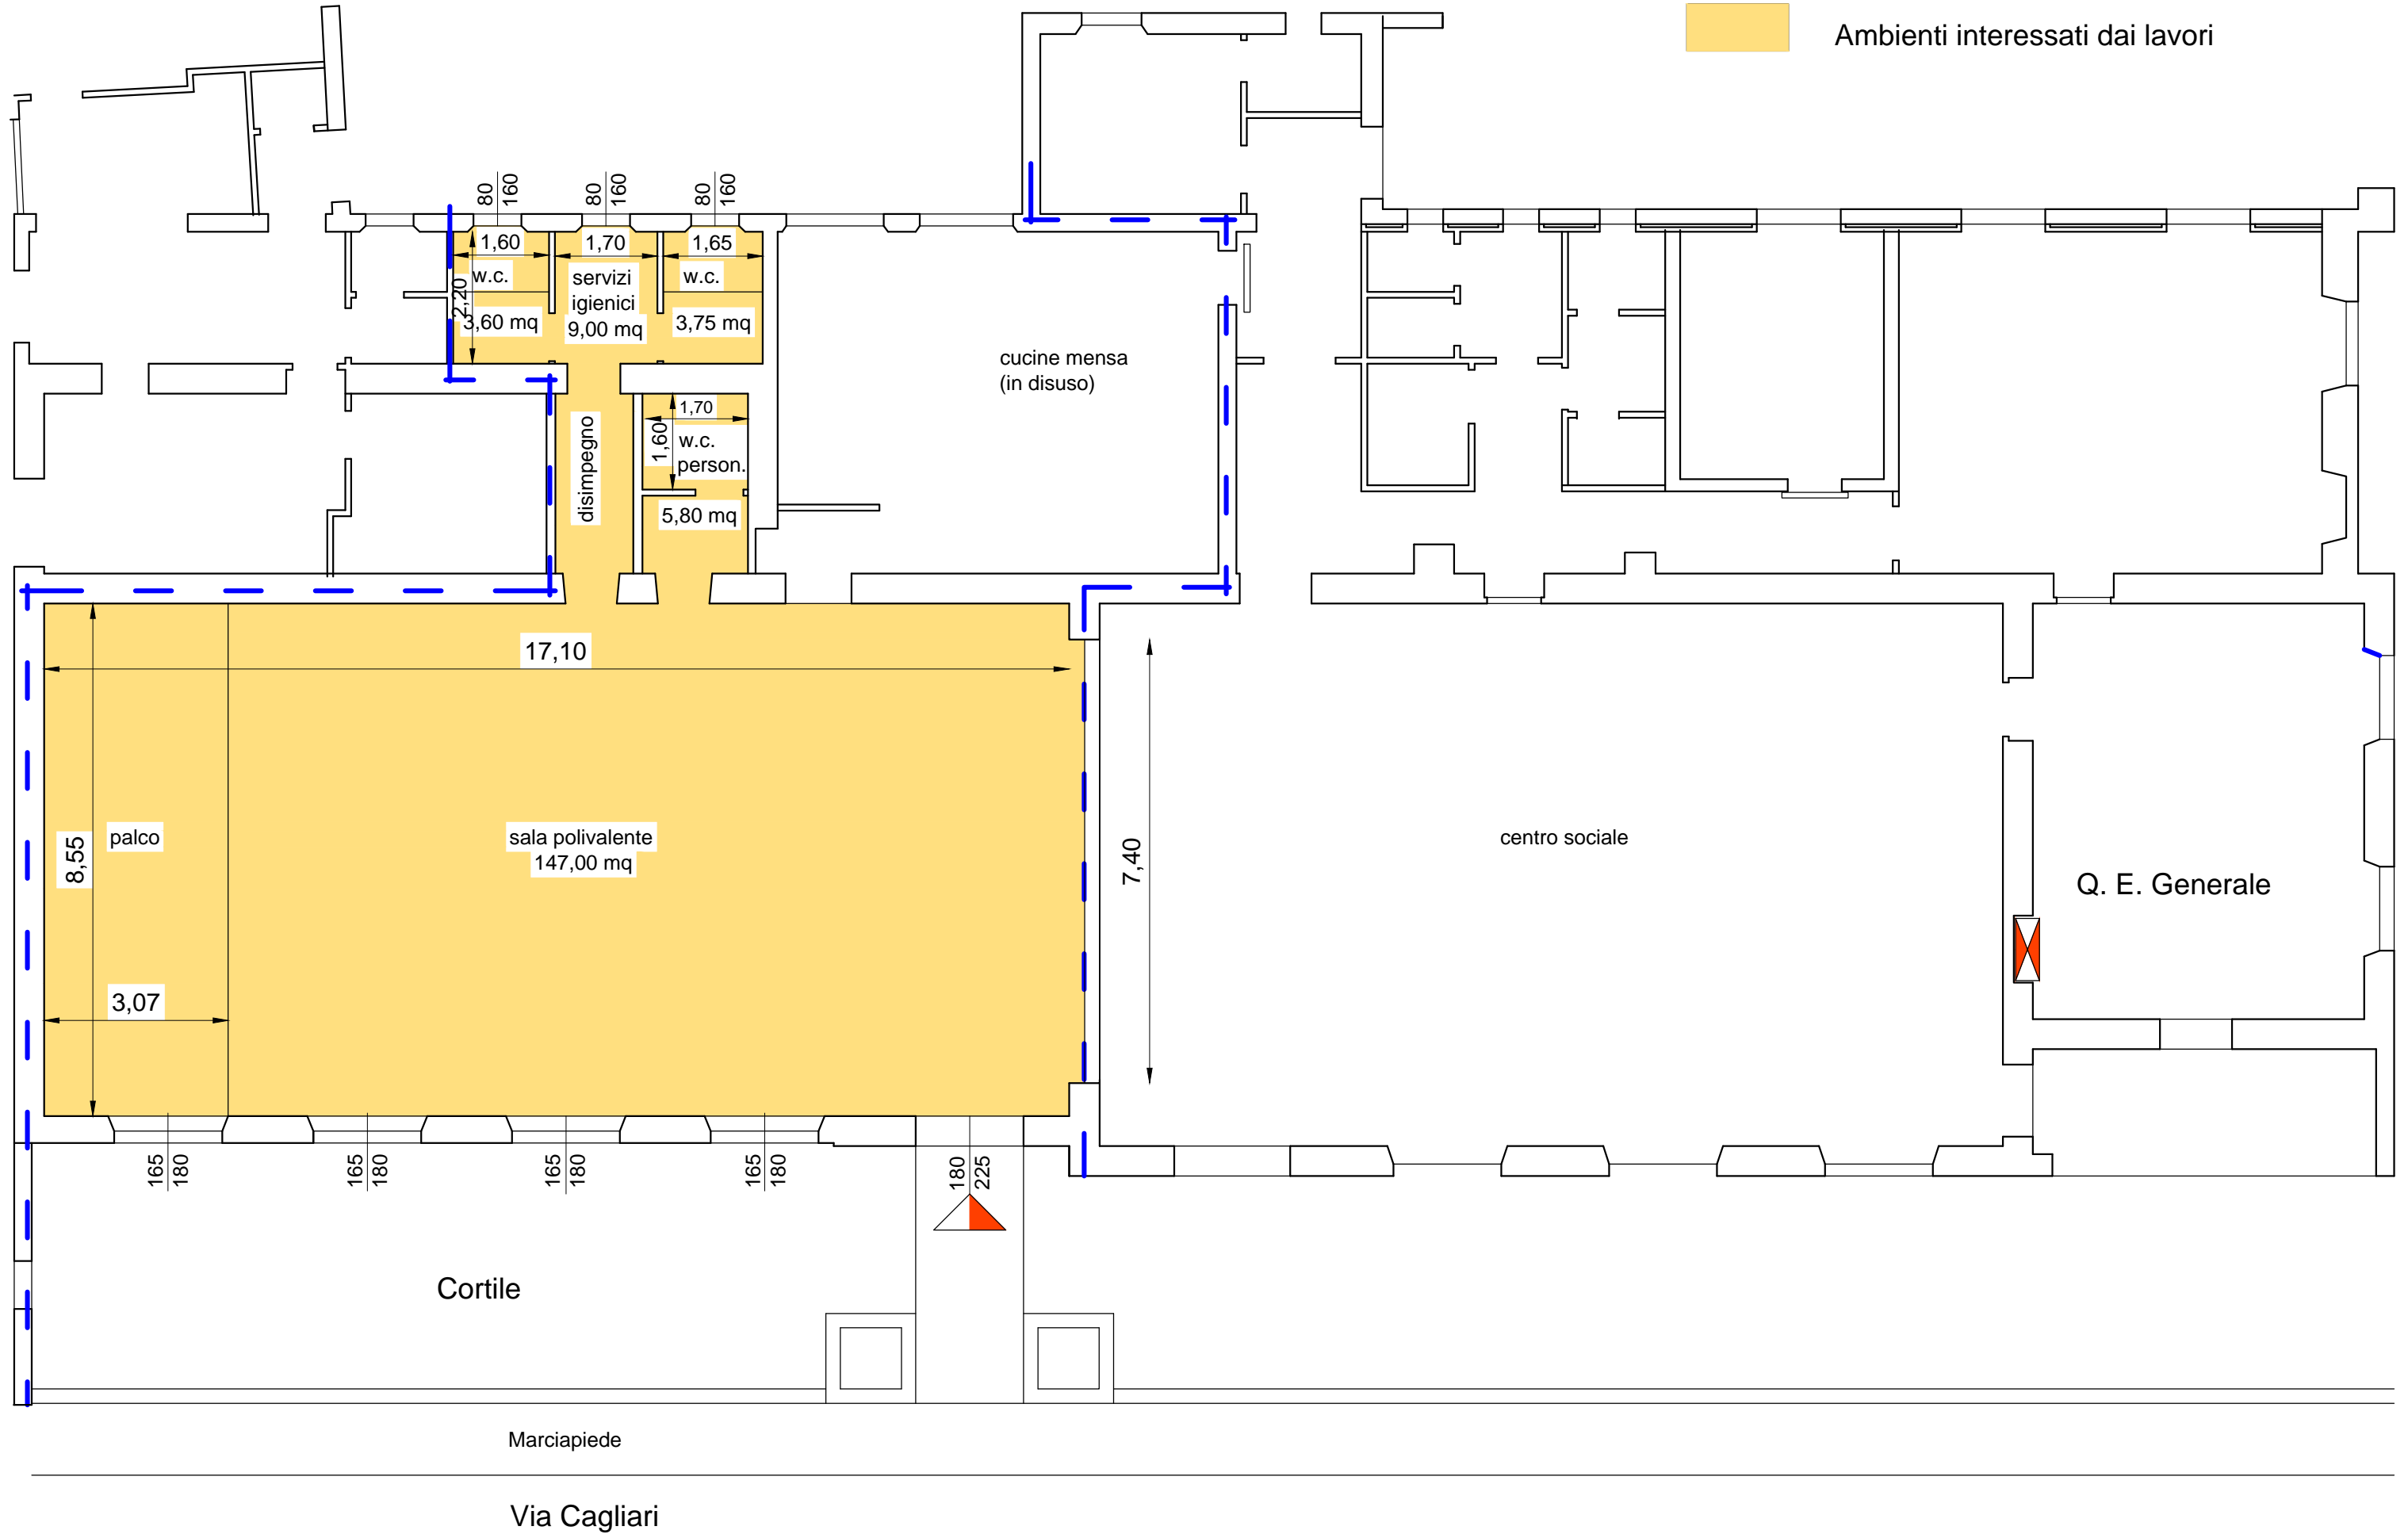 Ambienti interessati dai lavori
80
160
80
160
80
160
1,60
1,70
1,65
w.c.
servizi
igienici
w.c.
2,20
3,60 mq
9,00 mq
3,75 mq
cucine mensa
(in disuso)
disimpegno
1,70
1,60
w.c.
person.
5,80 mq
17,10
8,55
palco
sala polivalente
147,00 mq
7,40
centro sociale
Q. E. Generale
3,07
165
180
165
180
165
180
165
180
180
225
Cortile
Marciapiede
Via Cagliari